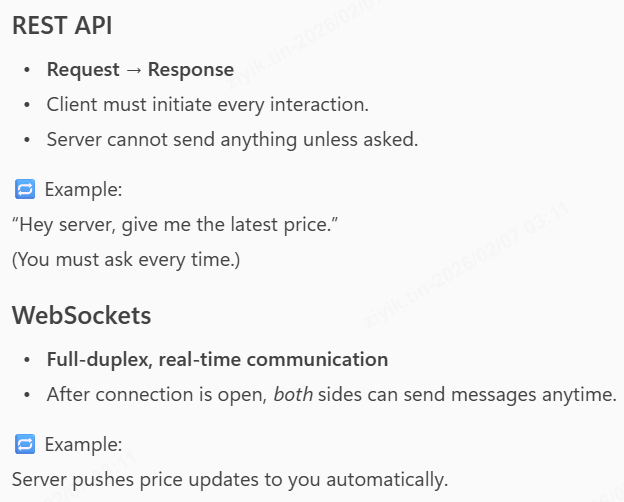 REST API
• Request → Response
• Client must initiate every interaction.
• Server cannot send anything unless asked.
🔁 Example:
“Hey server, give me the latest price.”
(You must ask every time.)
WebSockets
• Full-duplex, real-time communication
• After connection is open, both sides can send messages anytime.
🔁 Example:
Server pushes price updates to you automatically.